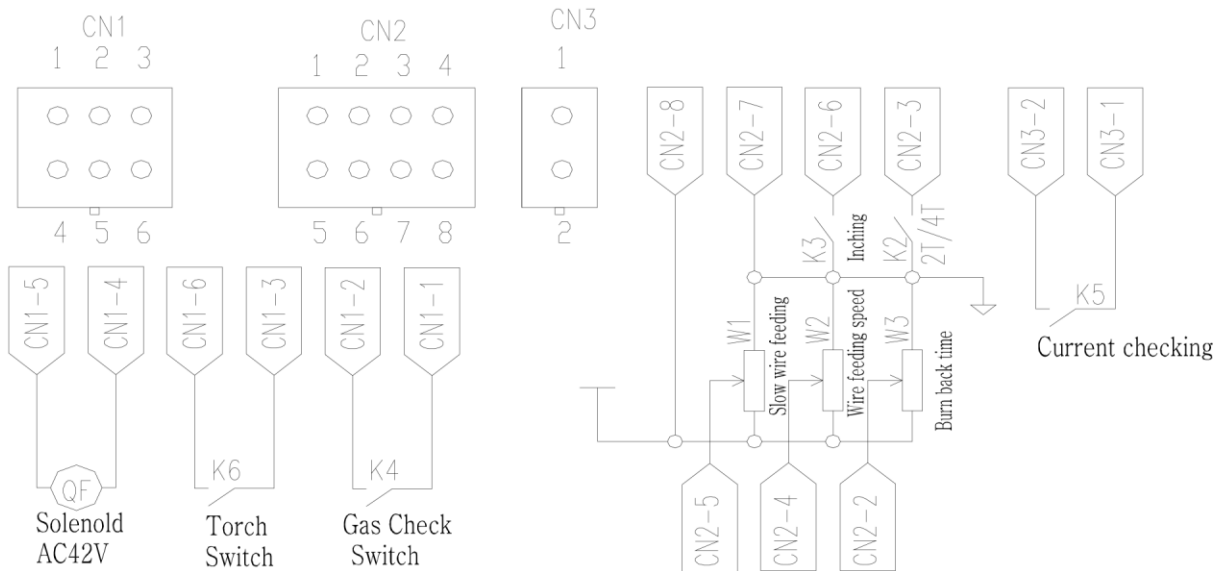 CN1
1 2 3
4 5 6
CN2
1 2 3 4
5 6 7 8
CN3
1
2
CN1-5
CN1-4
CN1-6
CN1-3
CN1-2
CN1-1
QF
Solenold
AC42V
K6
Torch
Switch
K4
Gas Check
Switch
CN2-8
CN2-7
CN2-6
CN2-3
K3
Inching
K2
2T/4T
W1
Slow wire feeding
W2
Wire feeding speed
W3
Burn back time
CN2-5
CN2-4
CN2-2
CN3-2
CN3-1
K5
Current checking